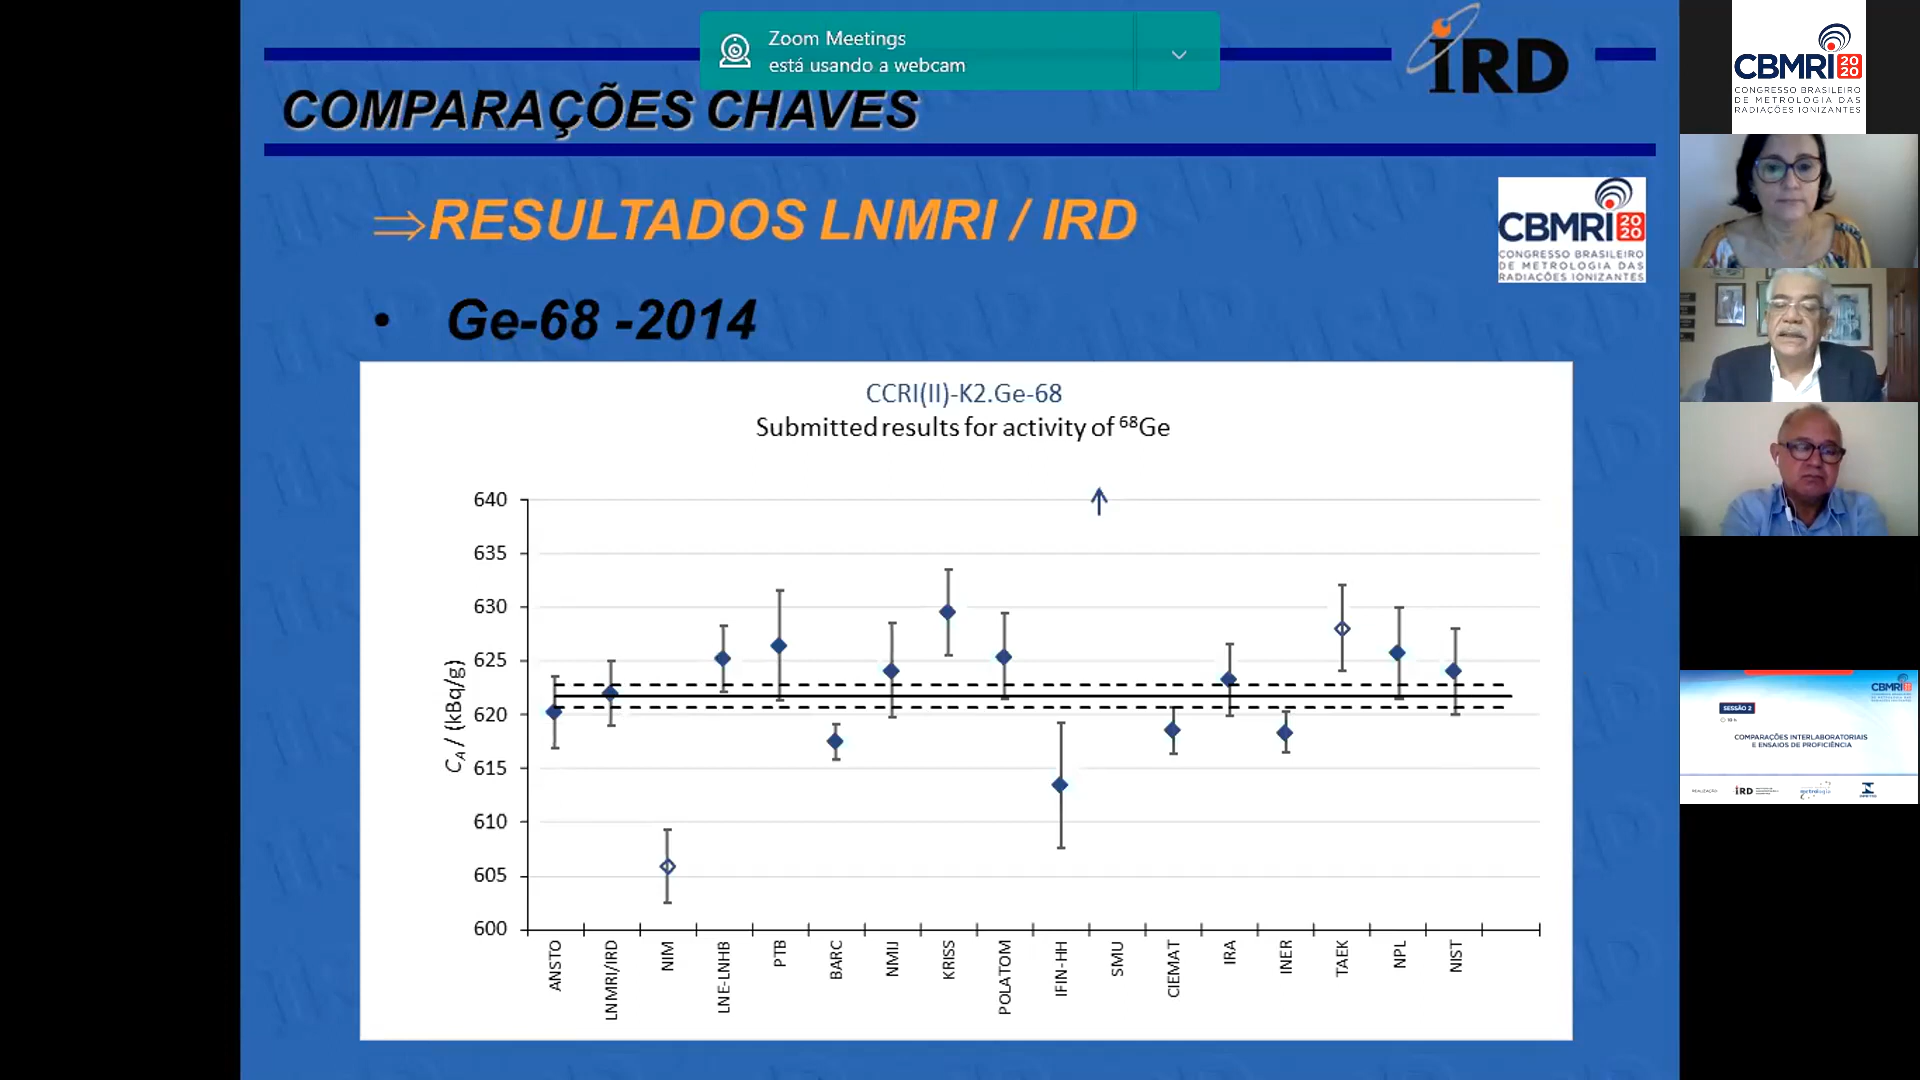 Zoom Meetings
está usando a webcam
IRD
COMPARAÇÕES CHAVES
⇒RESULTADOS LNMRI / IRD
CBMRI 2020
CONGRESSO BRASILEIRO
DE METROLOGIA DAS
RADIAÇÕES IONIZANTES
• Ge-68 -2014
CCRI(II)-K2.Ge-68
Submitted results for activity of ⁶⁸Ge
C_A / (kBq/g)
640
635
630
625
620
615
610
605
600
ANSTO
LNMRI/IRD
NIM
LNE-LNHB
PTB
BARC
NMIJ
KRISS
POLATOM
IFIN-HH
SMU
CIEMAT
IRA
INER
TAEK
NPL
NIST
CBMRI 2020
CONGRESSO BRASILEIRO
DE METROLOGIA DAS
RADIAÇÕES IONIZANTES
CBMRI
SESSÃO 2
COMPARAÇÕES INTERLABORATORIAIS
E ENSAIOS DE PROFICIÊNCIA
REALIZAÇÃO
IRD